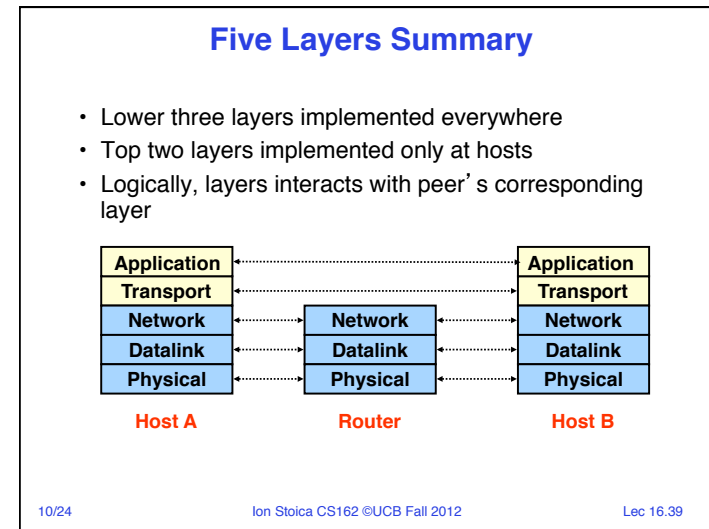 Five Layers Summary
• Lower three layers implemented everywhere
• Top two layers implemented only at hosts
• Logically, layers interacts with peer's corresponding
layer
Application Application
Transport Transport
Network Network Network
Datalink Datalink Datalink
Physical Physical Physical
Host A Router Host B
10/24 Ion Stoica CS162 ©UCB Fall 2012 Lec 16.39